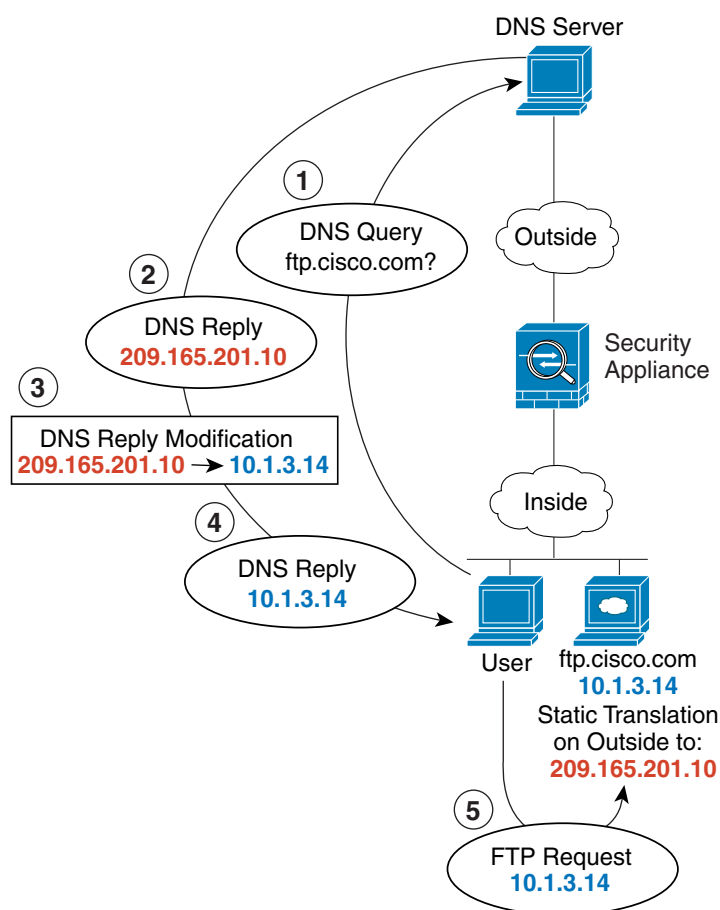 DNS Server
1
DNS Query
ftp.cisco.com?
Outside
2
DNS Reply
209.165.201.10
Security
Appliance
3
DNS Reply Modification
209.165.201.10 → 10.1.3.14
Inside
4
DNS Reply
10.1.3.14
User
ftp.cisco.com
10.1.3.14
Static Translation
on Outside to:
209.165.201.10
5
FTP Request
10.1.3.14